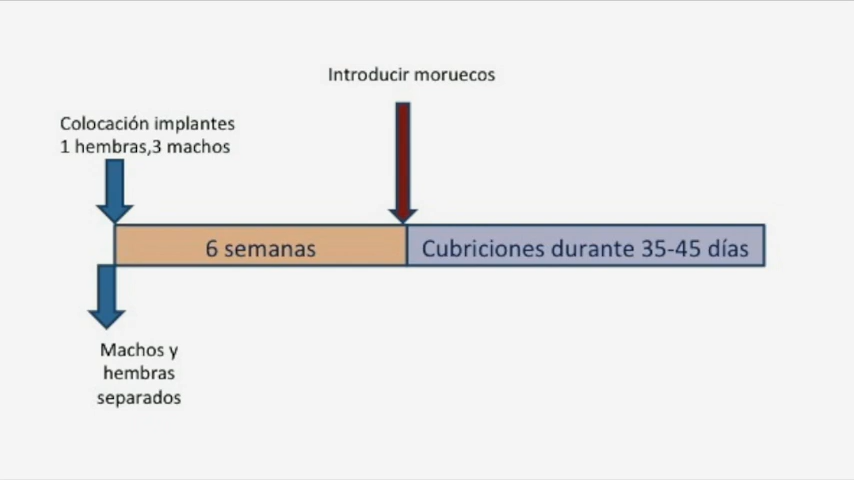 Introducir moruecos
Colocación implantes
1 hembras,3 machos
6 semanas
Cubriciones durante 35-45 días
Machos y
hembras
separados